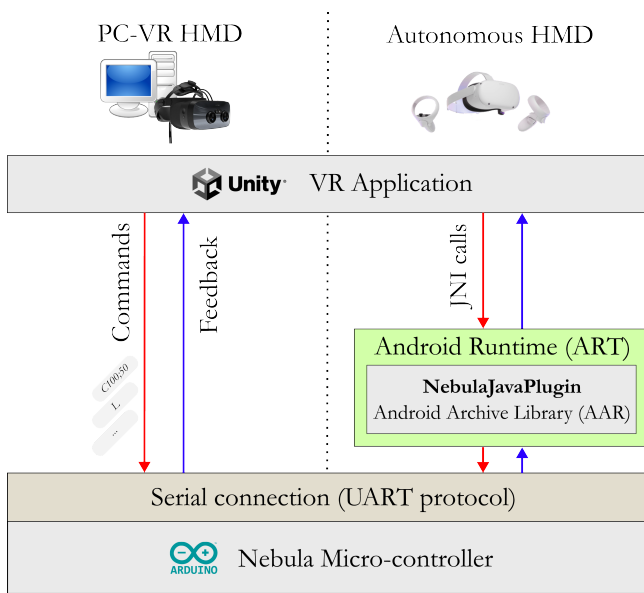 PC-VR HMD
Autonomous HMD
Unity VR Application
Commands
Feedback
JNI calls
C100;50
L
...
Android Runtime (ART)
NebulaJavaPlugin
Android Archive Library (AAR)
Serial connection (UART protocol)
ARDUINO
Nebula Micro-controller